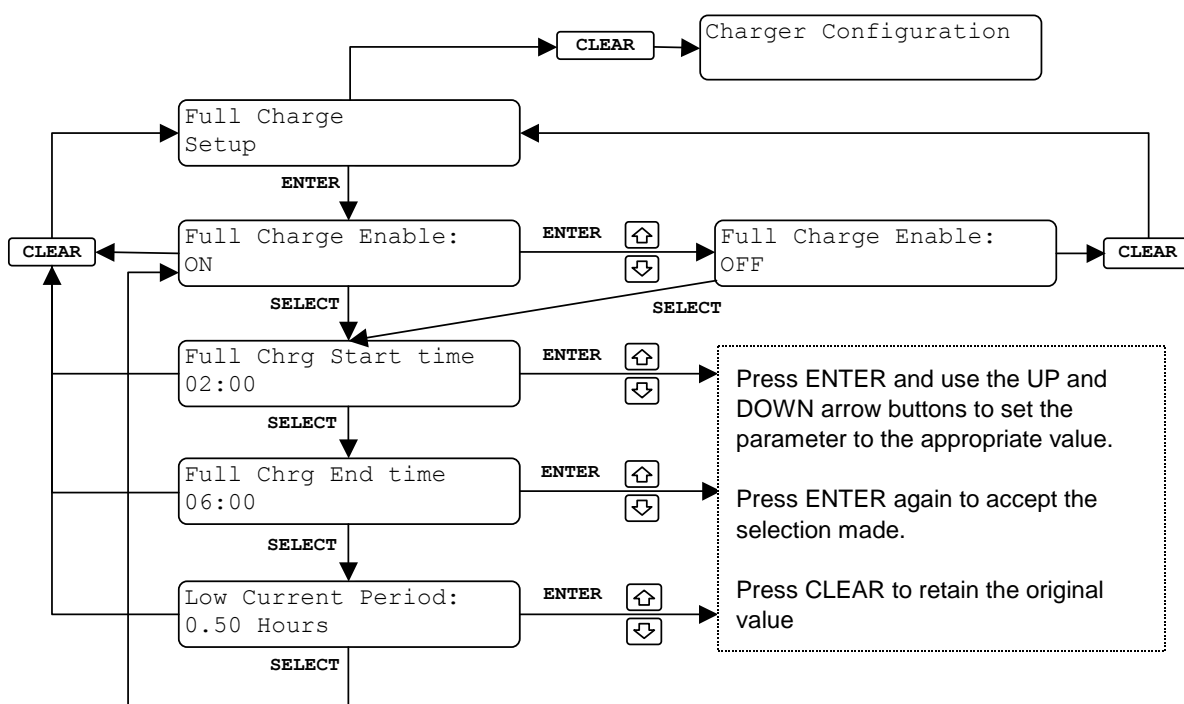 Charger Configuration
CLEAR
Full Charge
Setup
ENTER
CLEAR
Full Charge Enable:
ON
ENTER
Full Charge Enable:
OFF
CLEAR
SELECT
SELECT
Full Chrg Start time
02:00
ENTER
SELECT
Full Chrg End time
06:00
ENTER
SELECT
Low Current Period:
0.50 Hours
ENTER
SELECT
Press ENTER and use the UP and
DOWN arrow buttons to set the
parameter to the appropriate value.
Press ENTER again to accept the
selection made.
Press CLEAR to retain the original
value